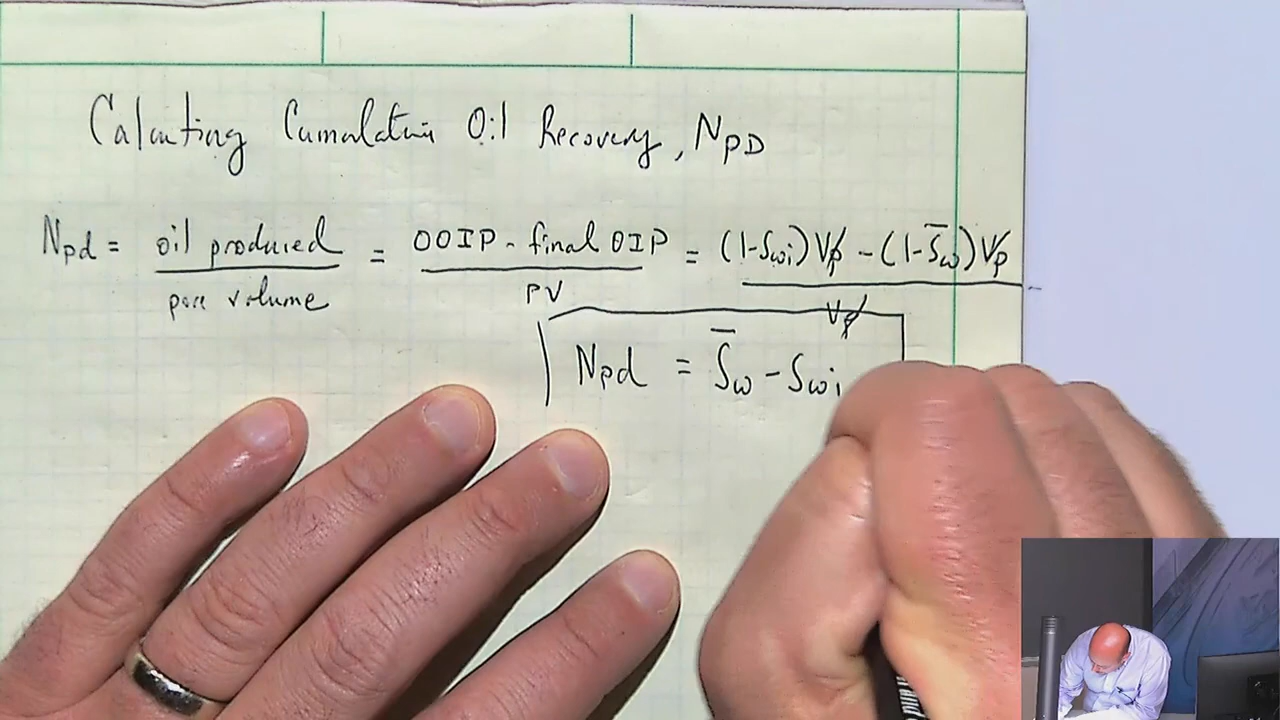 Calculating Cumulative Oil Recovery, NPD
Npd = oil produced / pore volume = OOIP - final OIP / PV = (1-Swi)Vp - (1-S̅w)Vp / Vp
Npd = S̅w - Swi